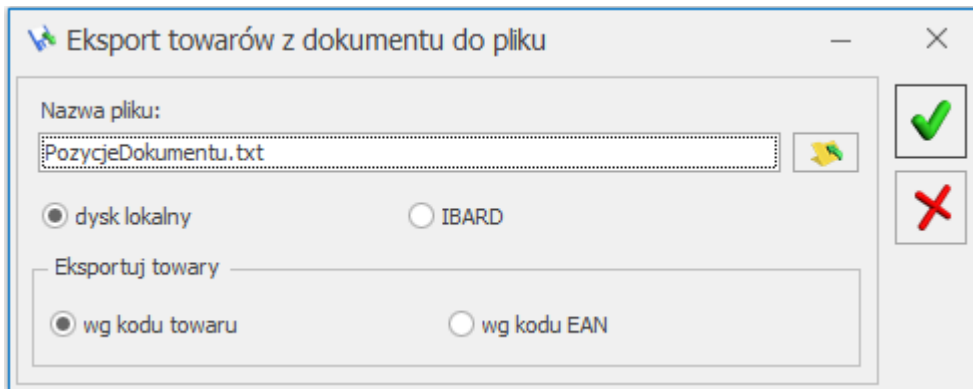 Eksport towarów z dokumentu do pliku
Nazwa pliku:
PozycjeDokumentu.txt
dysk lokalny IBARD
Eksportuj towary
wg kodu towaru wg kodu EAN